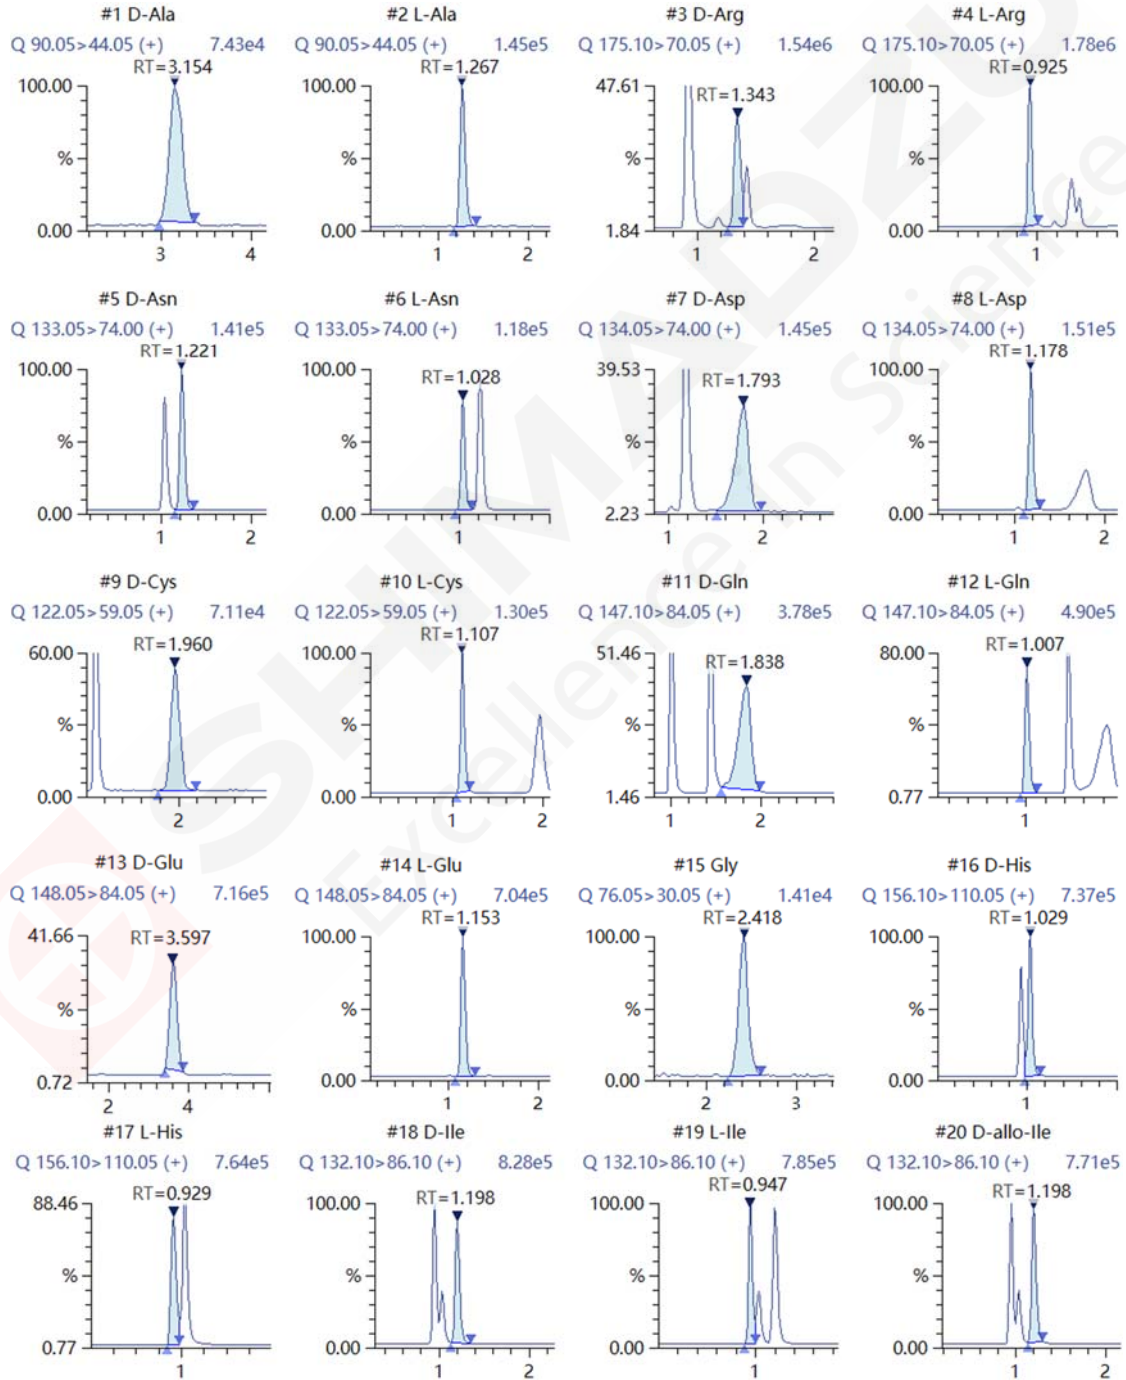 #1 D-Ala #2 L-Ala #3 D-Arg #4 L-Arg
Q 90.05>44.05 (+) 7.43e4 Q 90.05>44.05 (+) 1.45e5 Q 175.10>70.05 (+) 1.54e6 Q 175.10>70.05 (+) 1.78e6
RT=3.154 RT=1.267 RT=1.343 RT=0.925
100.00 100.00 47.61 100.00
% % % %
0.00 0.00 1.84 0.00
3 4 1 2 1 2 1
#5 D-Asn #6 L-Asn #7 D-Asp #8 L-Asp
Q 133.05>74.00 (+) 1.41e5 Q 133.05>74.00 (+) 1.18e5 Q 134.05>74.00 (+) 1.45e5 Q 134.05>74.00 (+) 1.51e5
RT=1.221 RT=1.028 RT=1.793 RT=1.178
100.00 100.00 39.53 100.00
% % % %
0.00 0.00 2.23 0.00
1 2 1 1 2 1 2
#9 D-Cys #10 L-Cys #11 D-Gln #12 L-Gln
Q 122.05>59.05 (+) 7.11e4 Q 122.05>59.05 (+) 1.30e5 Q 147.10>84.05 (+) 3.78e5 Q 147.10>84.05 (+) 4.90e5
RT=1.960 RT=1.107 RT=1.838 RT=1.007
60.00 100.00 51.46 80.00
% % % %
0.00 0.00 1.46 0.77
2 1 2 1 2 1
#13 D-Glu #14 L-Glu #15 Gly #16 D-His
Q 148.05>84.05 (+) 7.16e5 Q 148.05>84.05 (+) 7.04e5 Q 76.05>30.05 (+) 1.41e4 Q 156.10>110.05 (+) 7.37e5
RT=3.597 RT=1.153 RT=2.418 RT=1.029
41.66 100.00 100.00 100.00
% % % %
0.72 0.00 0.00 0.00
2 4 1 2 2 3 1
#17 L-His #18 D-Ile #19 L-Ile #20 D-allo-Ile
Q 156.10>110.05 (+) 7.64e5 Q 132.10>86.10 (+) 8.28e5 Q 132.10>86.10 (+) 7.85e5 Q 132.10>86.10 (+) 7.71e5
RT=0.929 RT=1.198 RT=0.947 RT=1.198
88.46 100.00 100.00 100.00
% % % %
0.77 0.00 0.00 0.00
1 1 2 1 1 2
SHIMADZU
Excellence in Science